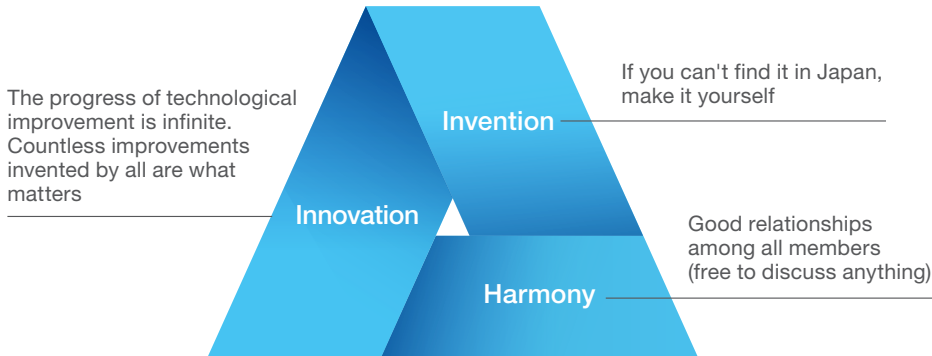 The progress of technological
improvement is infinite.
Countless improvements
invented by all are what
matters
Innovation
Invention
If you can't find it in Japan,
make it yourself
Harmony
Good relationships
among all members
(free to discuss anything)